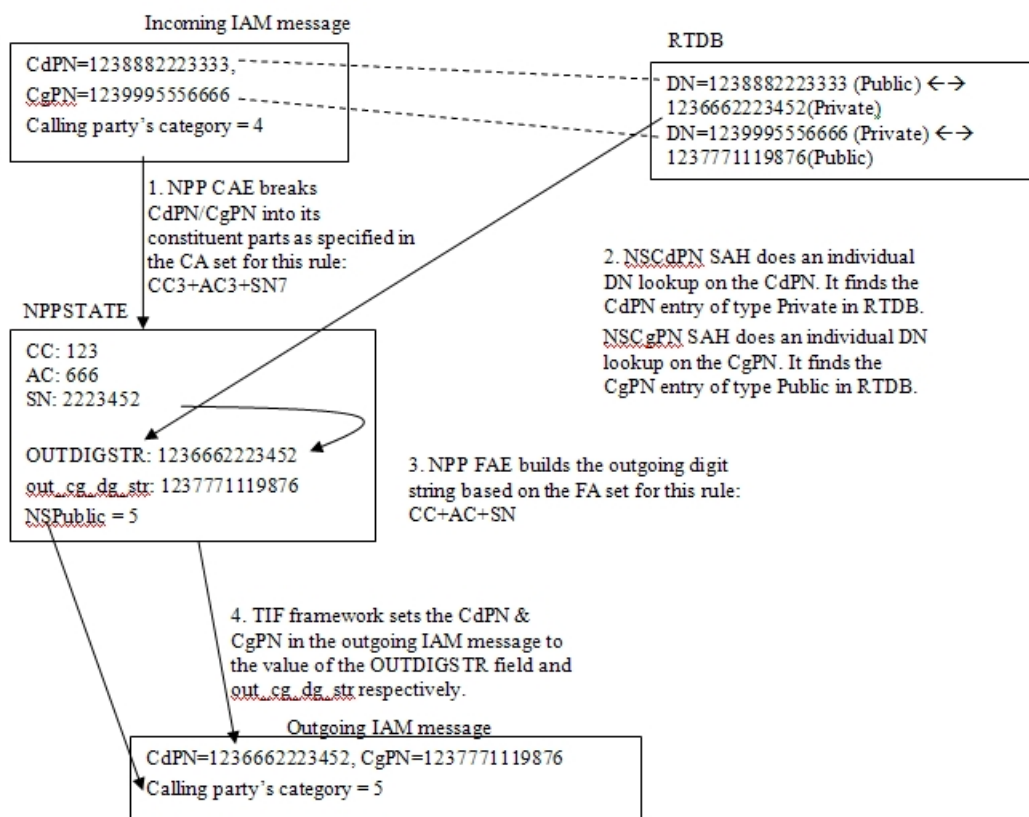 Incoming IAM message
CdPN=1238882223333,
CgPN=1239995556666
Calling party's category = 4
RTDB
DN=1238882223333 (Public) ←→
1236662223452(Private)
DN=1239995556666 (Private) ←→
1237771119876(Public)
1. NPP CAE breaks
CdPN/CgPN into its
constituent parts as specified in
the CA set for this rule:
CC3+AC3+SN7
2. NSCdPN SAH does an individual
DN lookup on the CdPN. It finds the
CdPN entry of type Private in RTDB.
NSCgPN SAH does an individual DN
lookup on the CgPN. It finds the
CgPN entry of type Public in RTDB.
NPPSTATE
CC: 123
AC: 666
SN: 2223452
OUTDIGSTR: 1236662223452
out_cg_dg_str: 1237771119876
NSPublic = 5
3. NPP FAE builds the outgoing digit
string based on the FA set for this rule:
CC+AC+SN
4. TIF framework sets the CdPN &
CgPN in the outgoing IAM message to
the value of the OUTDIGSTR field and
out_cg_dg_str respectively.
Outgoing IAM message
CdPN=1236662223452, CgPN=1237771119876
Calling party's category = 5